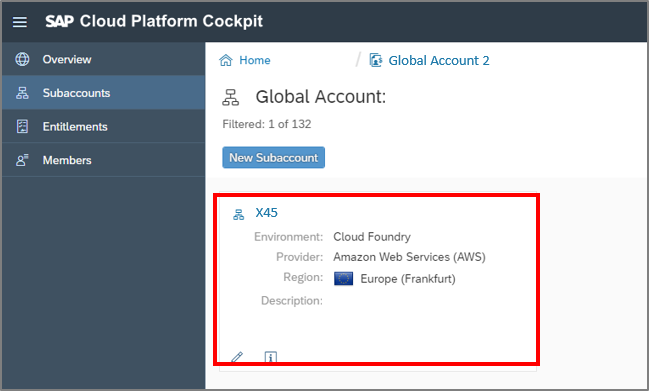 SAP Cloud Platform Cockpit
Overview
Subaccounts
Entitlements
Members
Home / Global Account 2
Global Account:
Filtered: 1 of 132
New Subaccount
X45
Environment: Cloud Foundry
Provider: Amazon Web Services (AWS)
Region: Europe (Frankfurt)
Description: